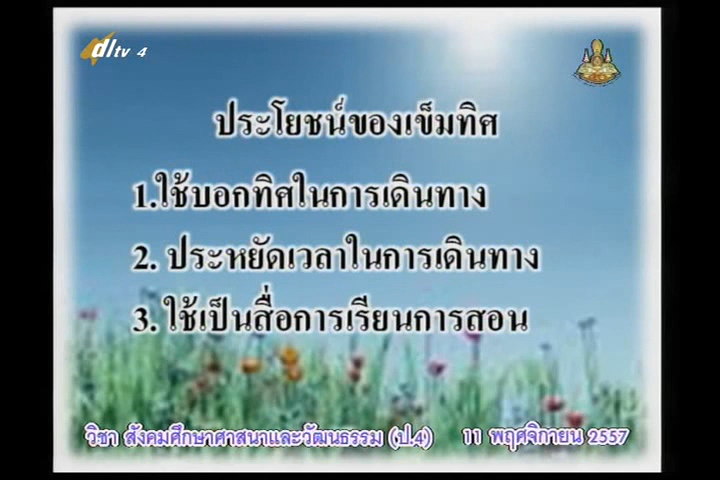 dltv 4
ประโยชน์ของเข็มทิศ
1.ใช้บอกทิศในการเดินทาง
2. ประหยัดเวลาในการเดินทาง
3. ใช้เป็นสื่อการเรียนการสอน
วิชา สังคมศึกษาศาสนาและวัฒนธรรม (ป.4) 11 พฤศจิกายน 2557